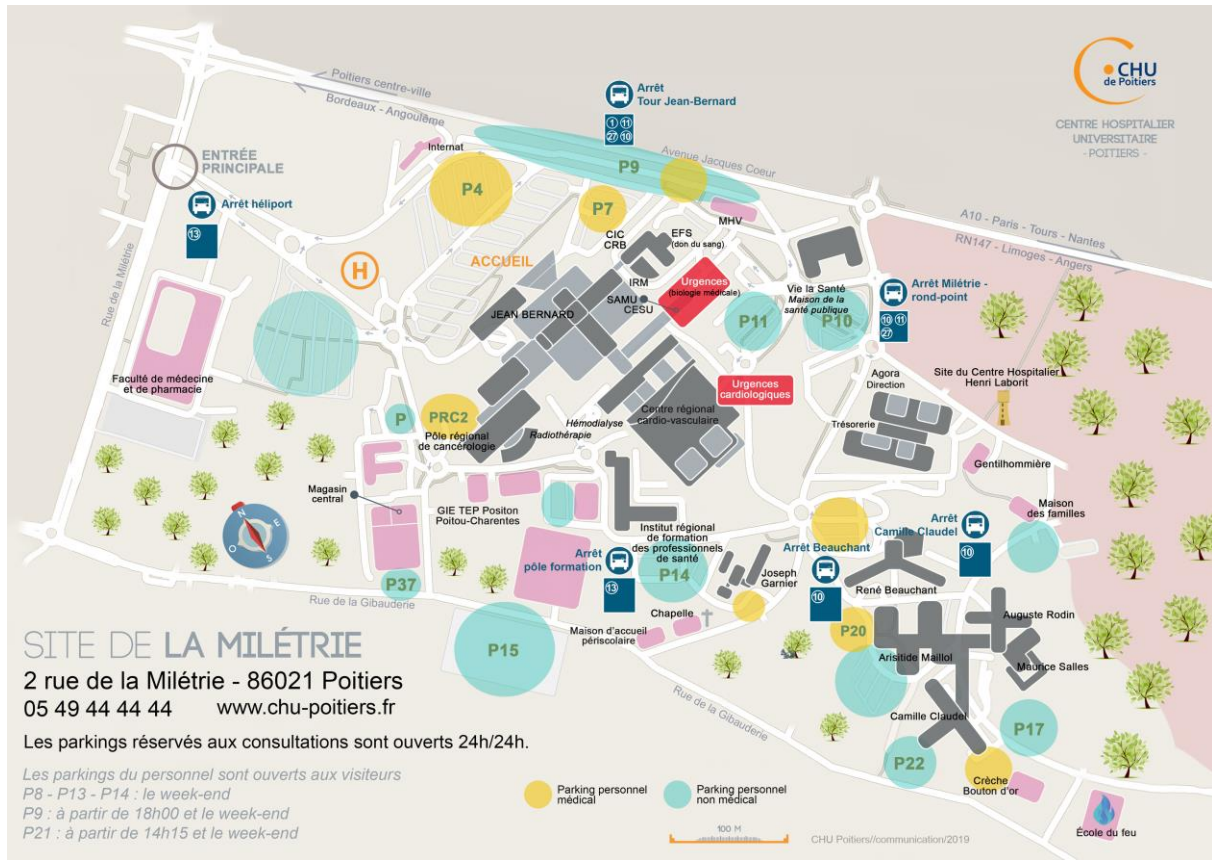 Poitiers centre-ville
Bordeaux - Angoulême
Arrêt
Tour Jean-Bernard
1 11
27 10
CHU
de Poitiers
CENTRE HOSPITALIER
UNIVERSITAIRE
- POITIERS -
ENTRÉE
PRINCIPALE
Internat
Avenue Jacques Coeur
P9
P4
P7
Arrêt héliport
13
MHV
A10 - Paris - Tours - Nantes
RN147 - Limoges - Angers
CIC
CRB
EFS
(don du sang)
ACCUEIL
H
IRM
Urgences
(biologie médicale)
SAMU
CESU
Vie la Santé
Maison de la
santé publique
Arrêt Milétrie -
rond-point
10 11
27
JEAN BERNARD
P11
P10
Rue de la Milétrie
Faculté de médecine
et de pharmacie
Agora
Direction
Site du Centre Hospitalier
Henri Laborit
Urgences
cardiologiques
P
PRC2
Pôle régional
de cancérologie
Radiothérapie
Hémodialyse
Centre régional
cardio-vasculaire
Trésorerie
Gentilhommière
Magasin
central
GIE TEP Positon
Poitou-Charentes
Maison
des familles
N
E
S
O
Institut régional
de formation
des professionnels
de santé
Arrêt
Camille Claudel
10
Arrêt
pôle formation
13
P14
Arrêt Beauchant
10
Joseph
Garnier
René Beauchant
P37
Rue de la Gibauderie
Chapelle
Maison d'accueil
périscolaire
P15
P20
Auguste Rodin
Arisitide Maillol
Maurice Salles
SITE DE LA MILÉTRIE
2 rue de la Milétrie - 86021 Poitiers
05 49 44 44 44 www.chu-poitiers.fr
Rue de la Gibauderie
Camille Claudel
P17
P22
Les parkings réservés aux consultations sont ouverts 24h/24h.
Les parkings du personnel sont ouverts aux visiteurs
P8 - P13 - P14 : le week-end
P9 : à partir de 18h00 et le week-end
P21 : à partir de 14h15 et le week-end
Parking personnel
médical
Parking personnel
non médical
Crèche
Bouton d'or
École du feu
100 M
CHU Poitiers//communication/2019